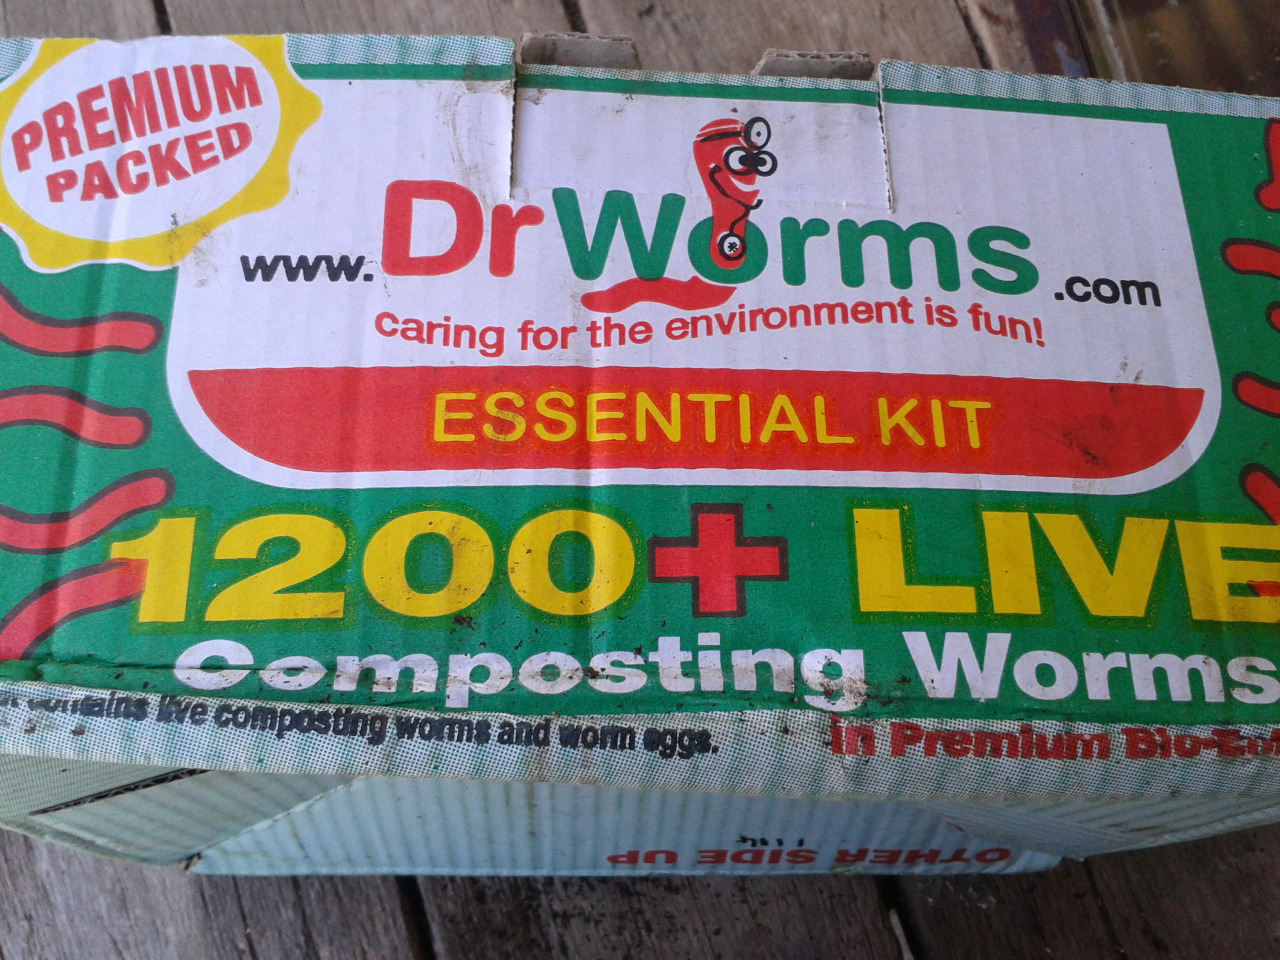 PREMIUM
PACKED
www.DrWorms.com
caring for the environment is fun!
ESSENTIAL KIT
1200+ LIVE
Composting Worms
contains live composting worms and worm eggs.
in Premium
OTHER SIDE UP